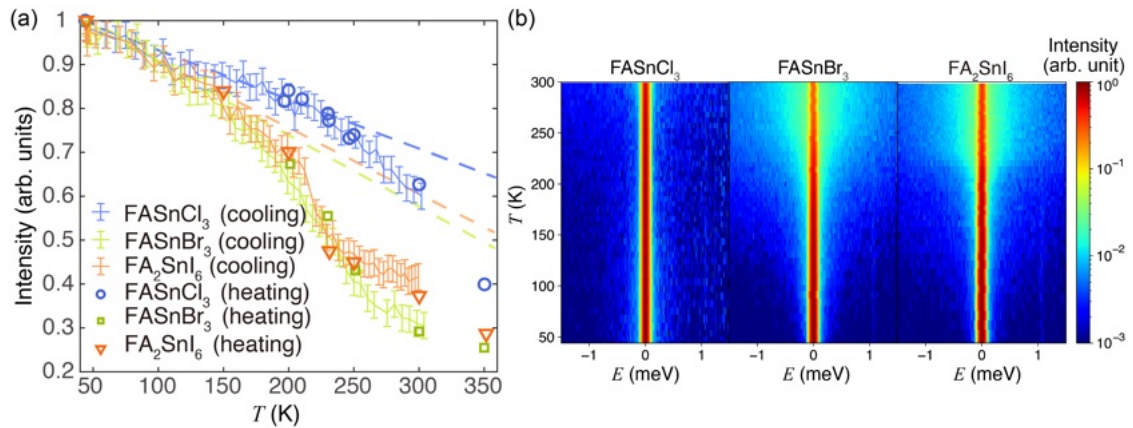 (a)
1
0.9
0.8
0.7
0.6
0.5
0.4
0.3
0.2
Intensity (arb. units)
FASnCl₃ (cooling)
FASnBr₃ (cooling)
FA₂SnI₆ (cooling)
FASnCl₃ (heating)
FASnBr₃ (heating)
FA₂SnI₆ (heating)
50 100 150 200 250 300 350
T (K)
(b)
FASnCl₃ FASnBr₃ FA₂SnI₆
Intensity
(arb. unit)
300
250
200
150
100
50
T (K)
−1 0 1 −1 0 1 −1 0 1
E (meV) E (meV) E (meV)
10⁰
10⁻¹
10⁻²
10⁻³